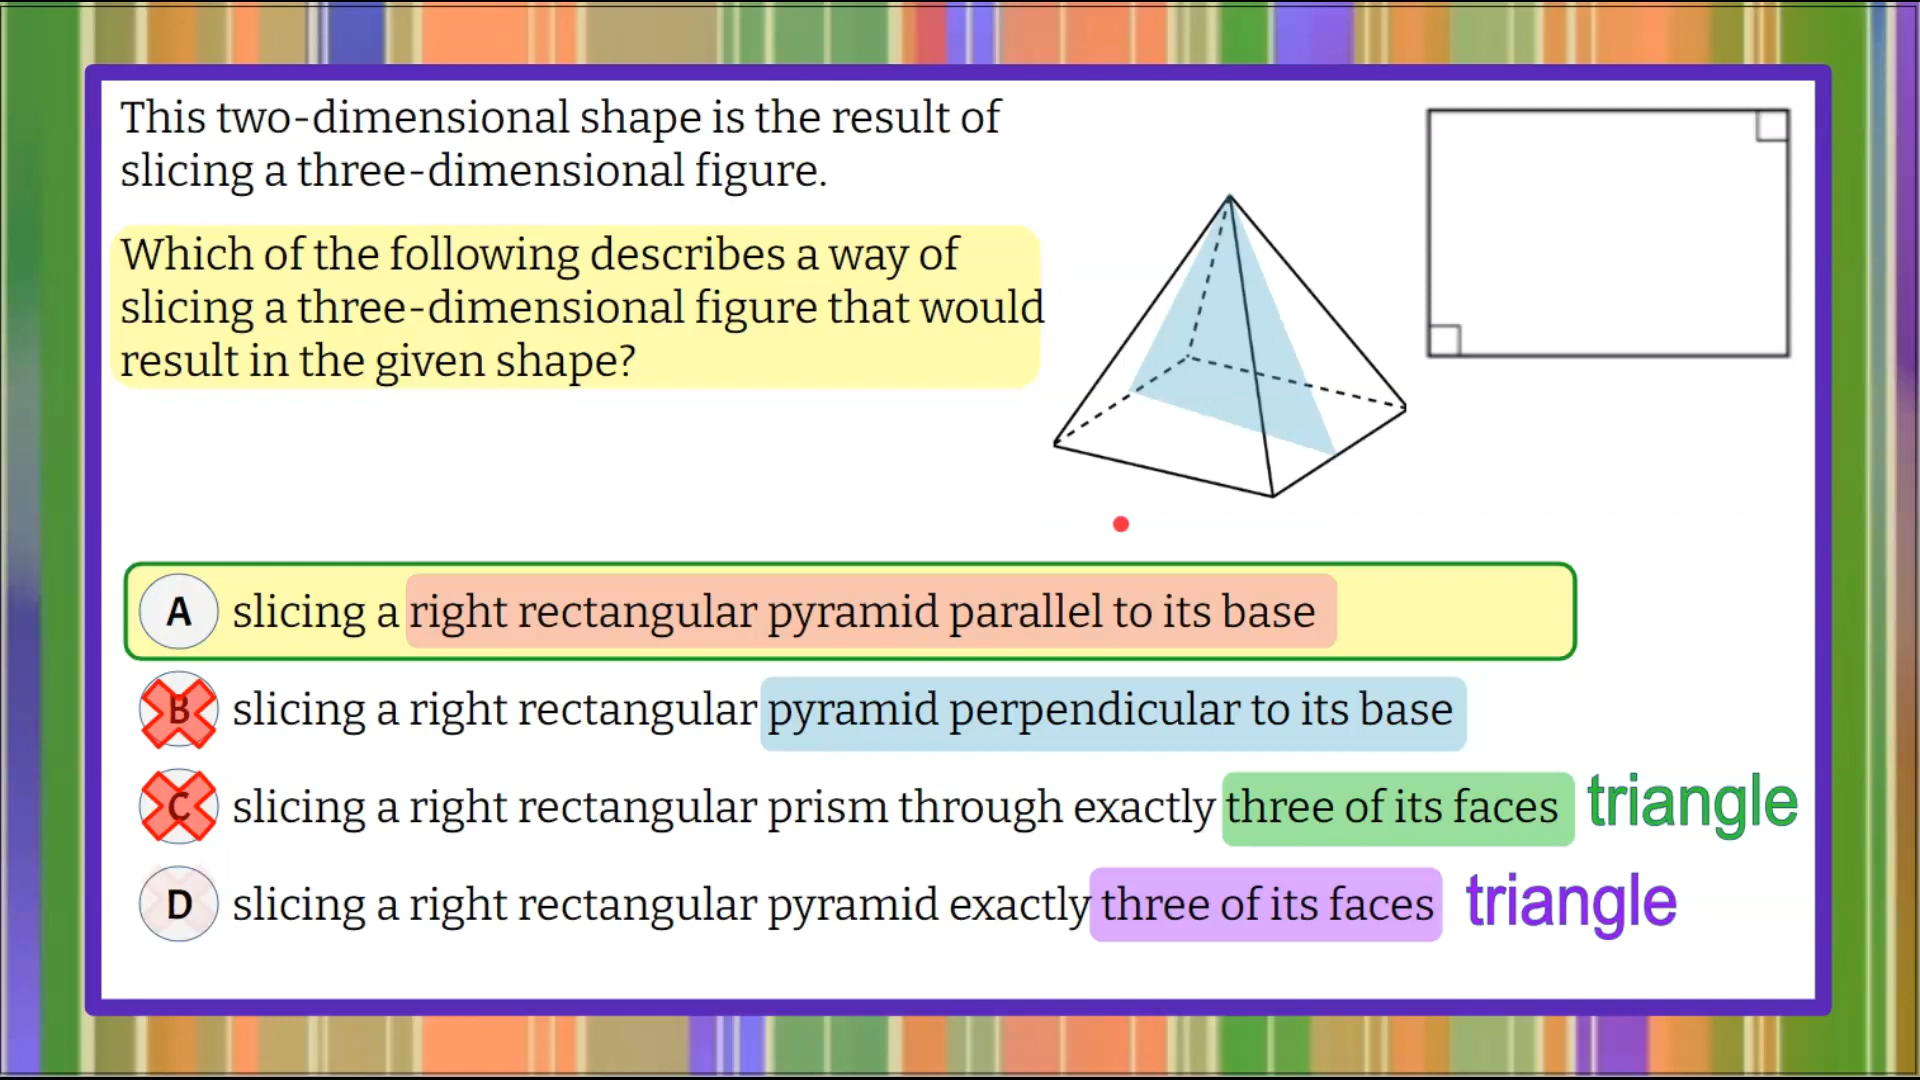 This two-dimensional shape is the result of
slicing a three-dimensional figure.
Which of the following describes a way of
slicing a three-dimensional figure that would
result in the given shape?
A slicing a right rectangular pyramid parallel to its base
B slicing a right rectangular pyramid perpendicular to its base
C slicing a right rectangular prism through exactly three of its faces triangle
D slicing a right rectangular pyramid exactly three of its faces triangle